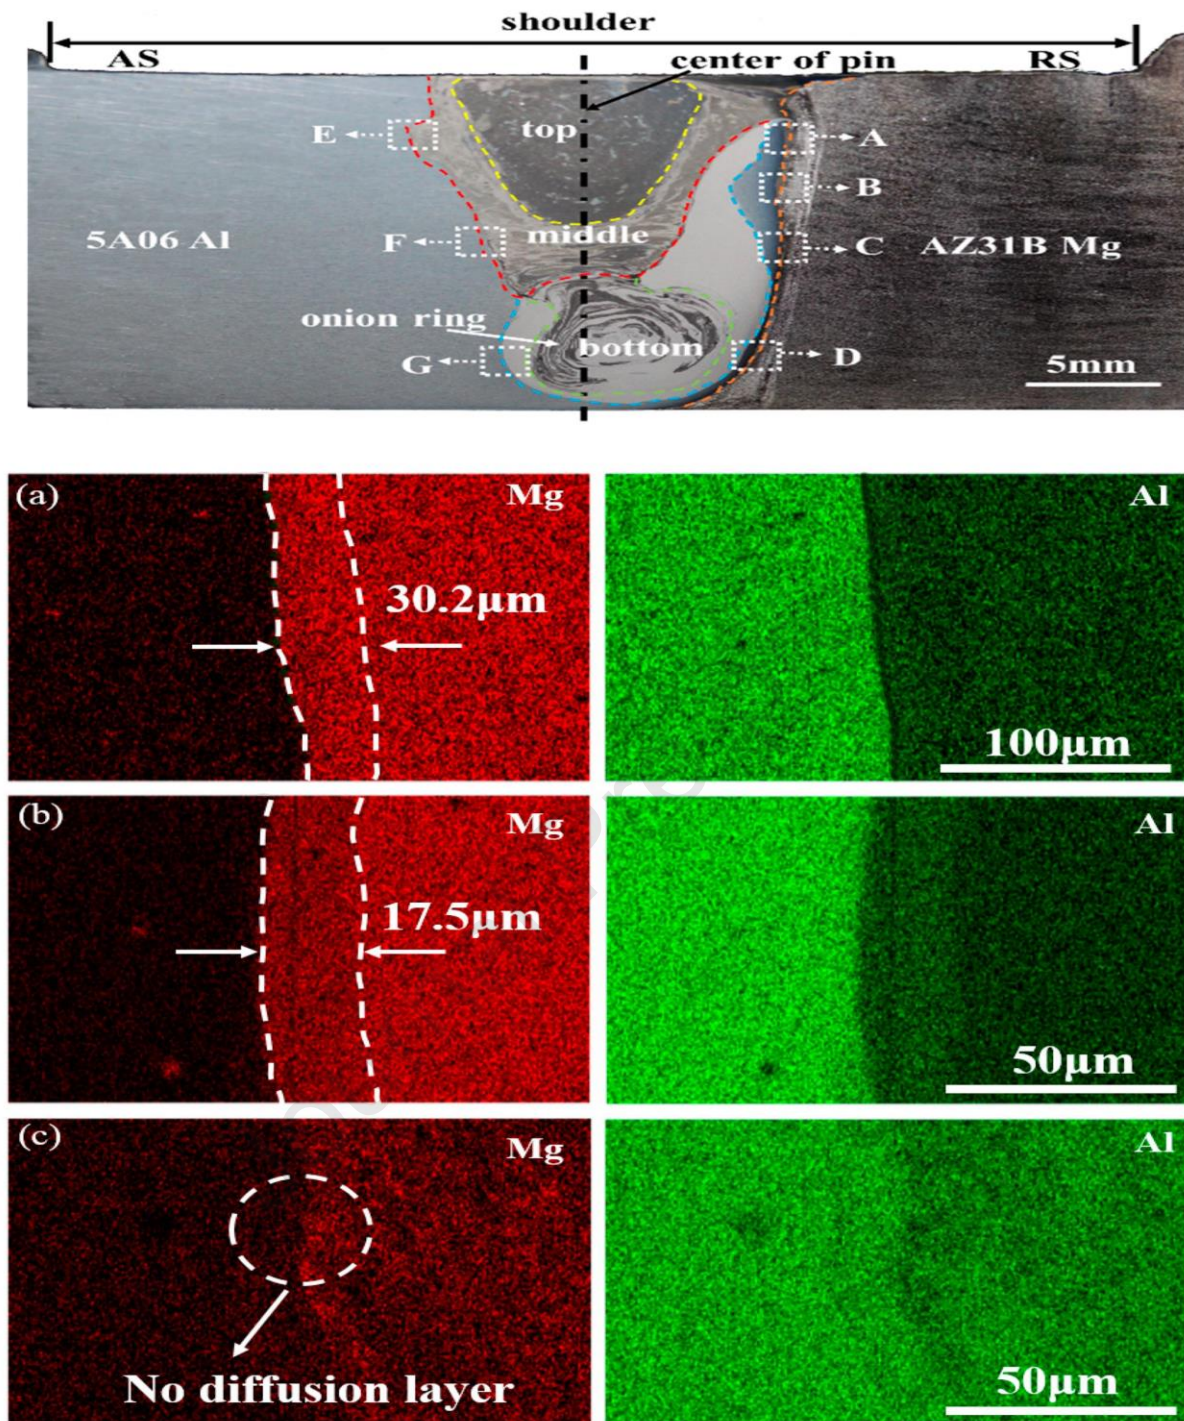 shoulder
AS
center of pin
RS
top
E
A
B
5A06 Al
F
middle
C
AZ31B Mg
onion ring
bottom
G
D
5mm
(a)
Mg
Al
30.2μm
100μm
(b)
Mg
Al
17.5μm
50μm
(c)
Mg
Al
No diffusion layer
50μm